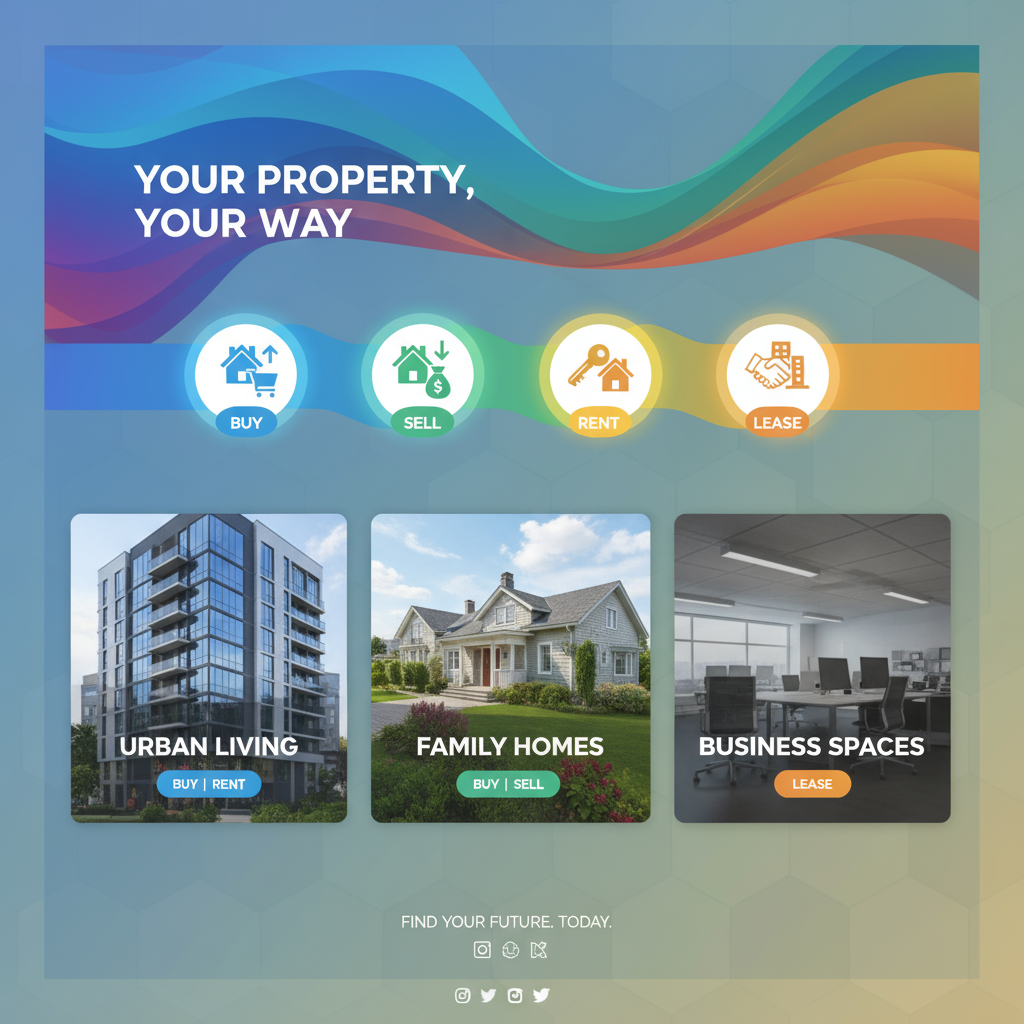 YOUR PROPERTY,
YOUR WAY
BUY
SELL
$
RENT
LEASE
URBAN LIVING
BUY | RENT
FAMILY HOMES
BUY | SELL
BUSINESS SPACES
LEASE
FIND YOUR FUTURE. TODAY.